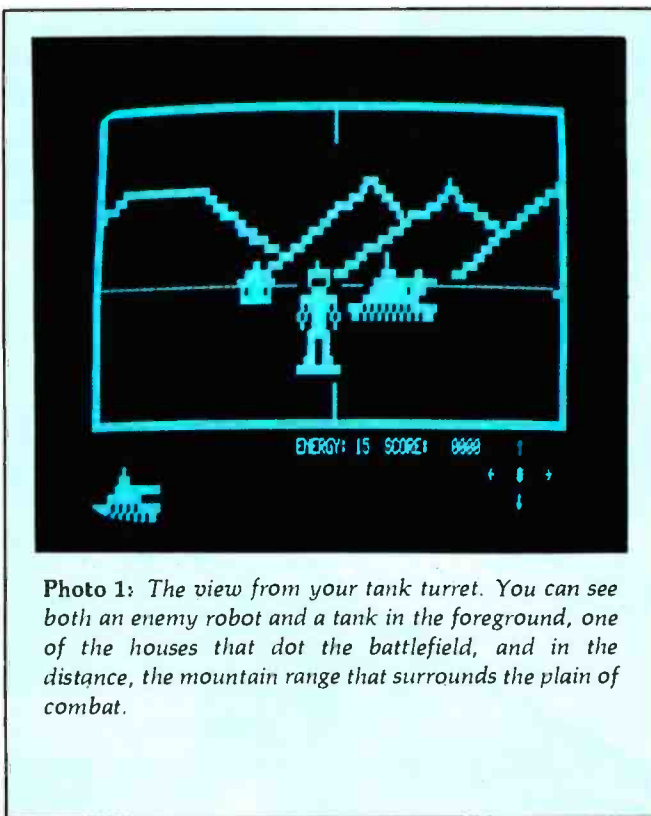 ENERGY: 15 SCORE: 0000
Photo 1: The view from your tank turret. You can see
both an enemy robot and a tank in the foreground, one
of the houses that dot the battlefield, and in the
distance, the mountain range that surrounds the plain of
combat.